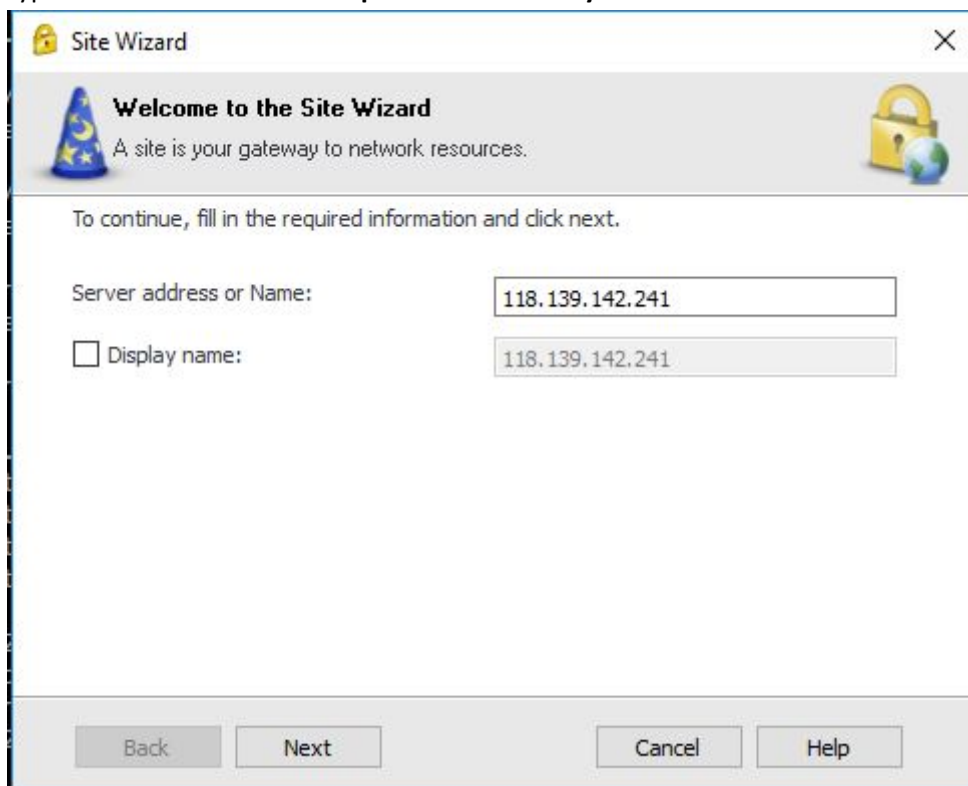 Site Wizard
Welcome to the Site Wizard
A site is your gateway to network resources.
To continue, fill in the required information and click next.
Server address or Name: 118.139.142.241
Display name: 118.139.142.241
Back Next Cancel Help